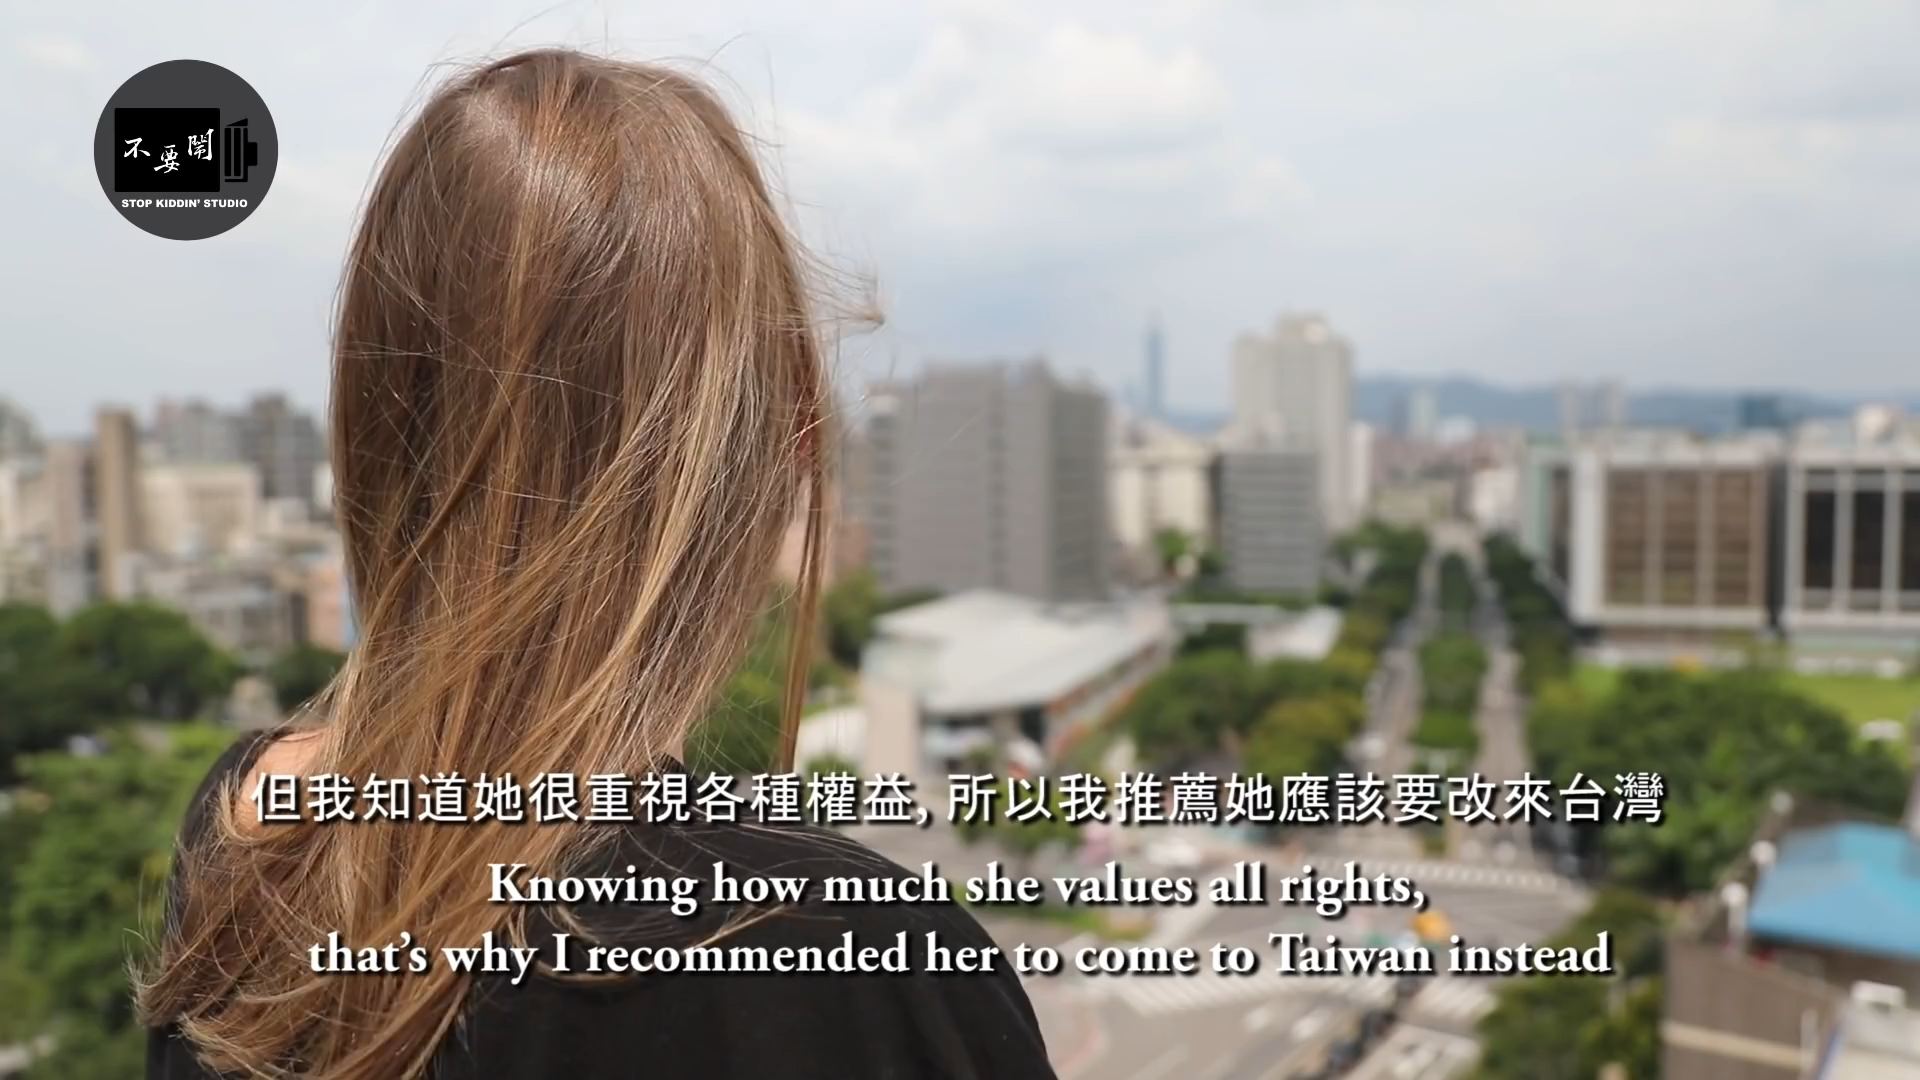 不要鬧
STOP KIDDIN' STUDIO
但我知道她很重視各種權益, 所以我推薦她應該要改來台灣
Knowing how much she values all rights,
that's why I recommended her to come to Taiwan instead